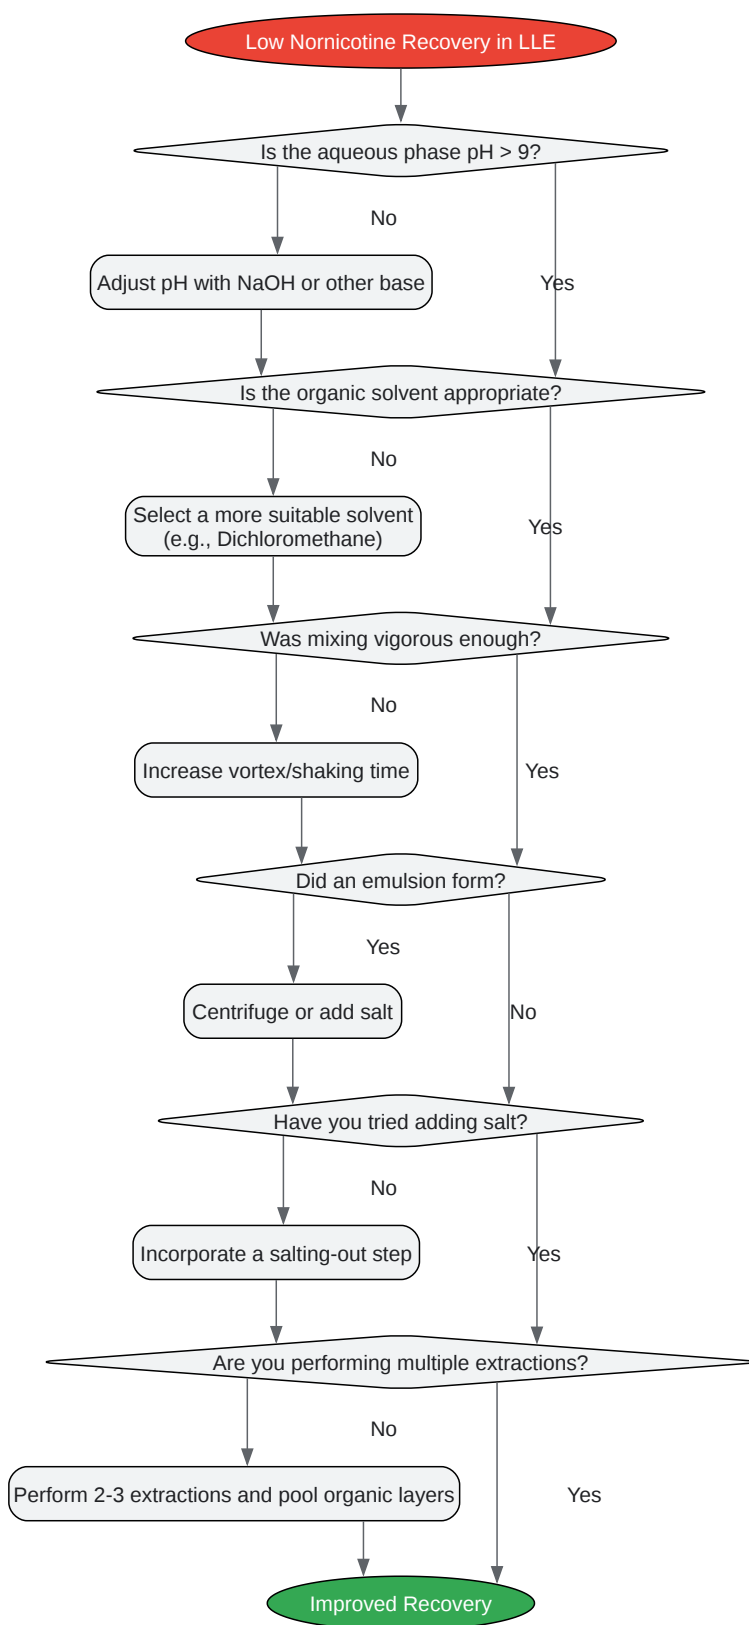 Low Nornicotine Recovery in LLE
Is the aqueous phase pH > 9?
No
Adjust pH with NaOH or other base
Yes
Is the organic solvent appropriate?
No
Select a more suitable solvent
(e.g., Dichloromethane)
Yes
Was mixing vigorous enough?
No
Increase vortex/shaking time
Yes
Did an emulsion form?
Yes
Centrifuge or add salt
No
Have you tried adding salt?
No
Incorporate a salting-out step
Yes
Are you performing multiple extractions?
No
Perform 2-3 extractions and pool organic layers
Yes
Improved Recovery